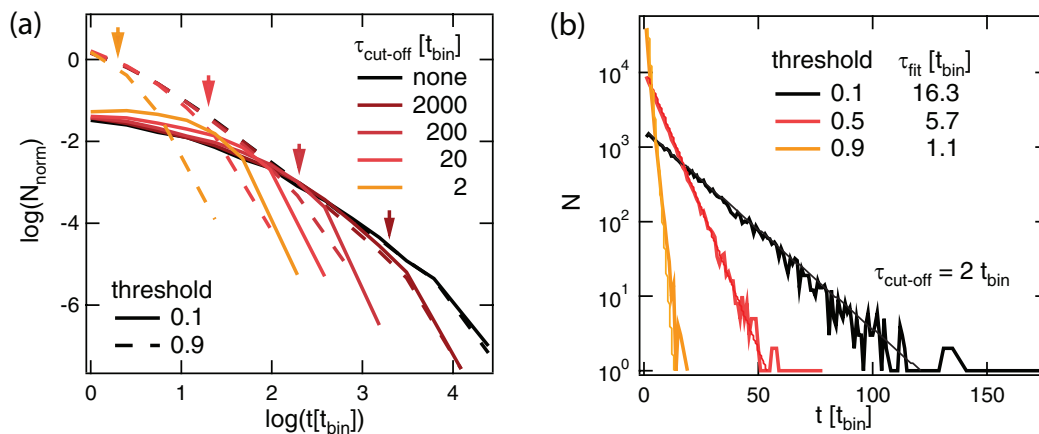 (a)
τcut-off [tbin]
none
2000
200
20
2
threshold
0.1
0.9
0
-2
-4
-6
log(Nnorm)
0
1
2
3
4
log(t[tbin])
(b)
threshold τfit [tbin]
0.1 16.3
0.5 5.7
0.9 1.1
τcut-off = 2 tbin
10^4
10^3
10^2
10^1
10^0
N
0
50
100
150
t [tbin]